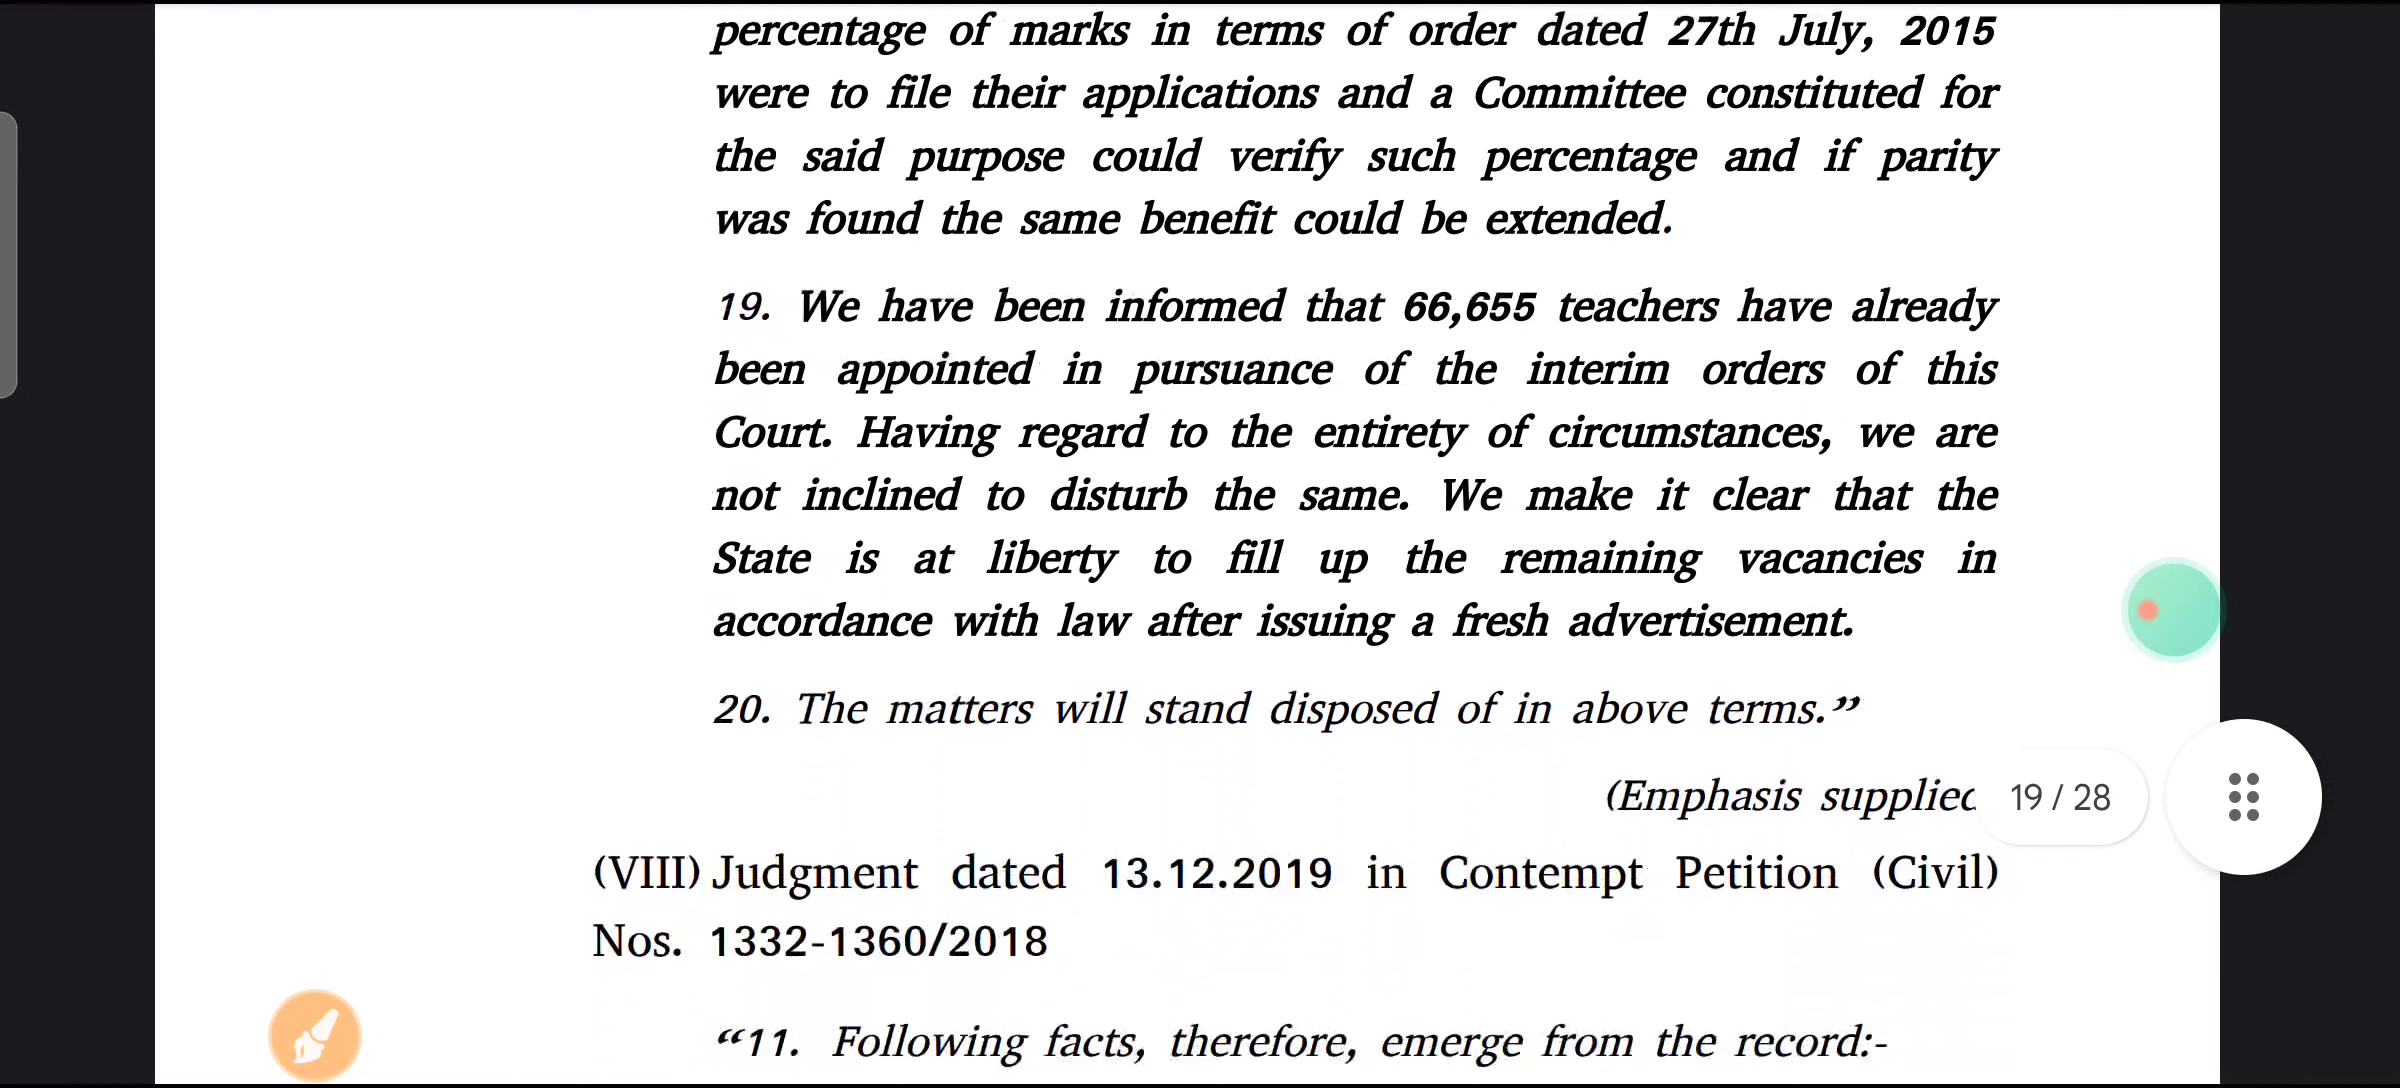 percentage of marks in terms of order dated 27th July, 2015
were to file their applications and a Committee constituted for
the said purpose could verify such percentage and if parity
was found the same benefit could be extended.
19. We have been informed that 66,655 teachers have already
been appointed in pursuance of the interim orders of this
Court. Having regard to the entirety of circumstances, we are
not inclined to disturb the same. We make it clear that the
State is at liberty to fill up the remaining vacancies in
accordance with law after issuing a fresh advertisement.
20. The matters will stand disposed of in above terms.”
(Emphasis supplied
19 / 28
(VIII) Judgment dated 13.12.2019 in Contempt Petition (Civil)
Nos. 1332-1360/2018
“11. Following facts, therefore, emerge from the record:-